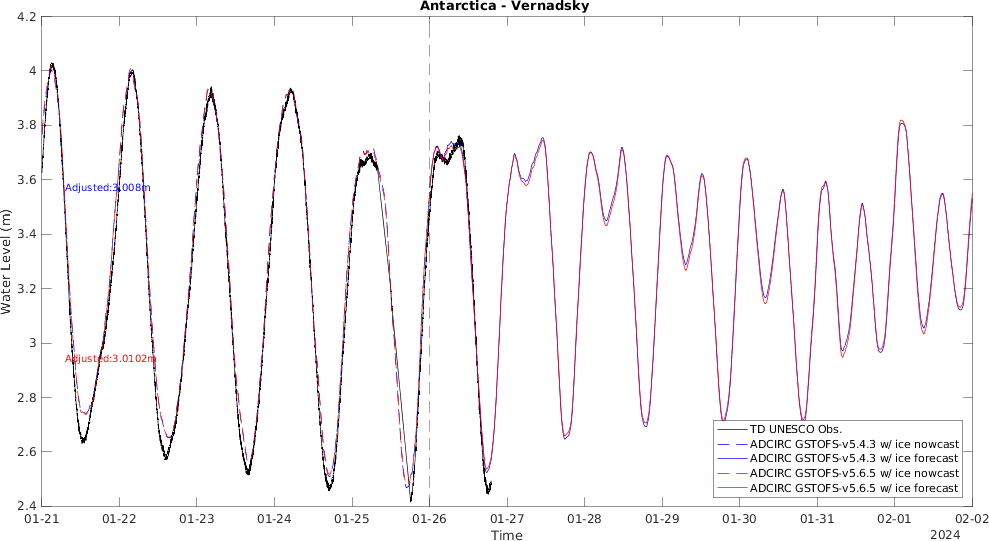 Antarctica - Vernadsky
4.2
4
3.8
3.6
3.4
3.2
3
2.8
2.6
2.4
Water Level (m)
Adjusted:3.008m
Adjusted:3.0102m
TD UNESCO Obs.
ADCIRC GSTOFS-v5.4.3 w/ ice nowcast
ADCIRC GSTOFS-v5.4.3 w/ ice forecast
ADCIRC GSTOFS-v5.6.5 w/ ice nowcast
ADCIRC GSTOFS-v5.6.5 w/ ice forecast
01-21 01-22 01-23 01-24 01-25 01-26 01-27 01-28 01-29 01-30 01-31 02-01 02-02
Time
2024